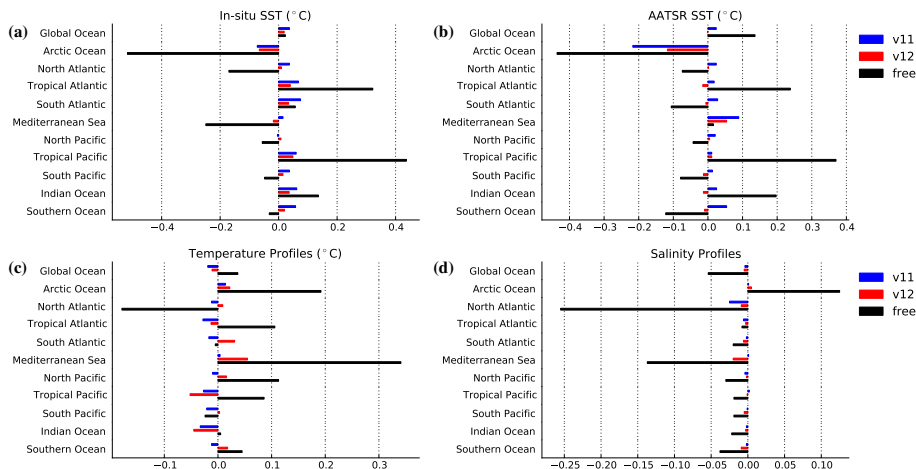 (a)
In-situ SST (°C)
Global Ocean
Arctic Ocean
North Atlantic
Tropical Atlantic
South Atlantic
Mediterranean Sea
North Pacific
Tropical Pacific
South Pacific
Indian Ocean
Southern Ocean
−0.4 −0.2 0.0 0.2 0.4
(b)
AATSR SST (°C)
Global Ocean
Arctic Ocean
North Atlantic
Tropical Atlantic
South Atlantic
Mediterranean Sea
North Pacific
Tropical Pacific
South Pacific
Indian Ocean
Southern Ocean
−0.4 −0.3 −0.2 −0.1 0.0 0.1 0.2 0.3 0.4
v11
v12
free
(c)
Temperature Profiles (°C)
Global Ocean
Arctic Ocean
North Atlantic
Tropical Atlantic
South Atlantic
Mediterranean Sea
North Pacific
Tropical Pacific
South Pacific
Indian Ocean
Southern Ocean
−0.1 0.0 0.1 0.2 0.3
(d)
Salinity Profiles
Global Ocean
Arctic Ocean
North Atlantic
Tropical Atlantic
South Atlantic
Mediterranean Sea
North Pacific
Tropical Pacific
South Pacific
Indian Ocean
Southern Ocean
−0.25 −0.20 −0.15 −0.10 −0.05 0.00 0.05 0.10
v11
v12
free